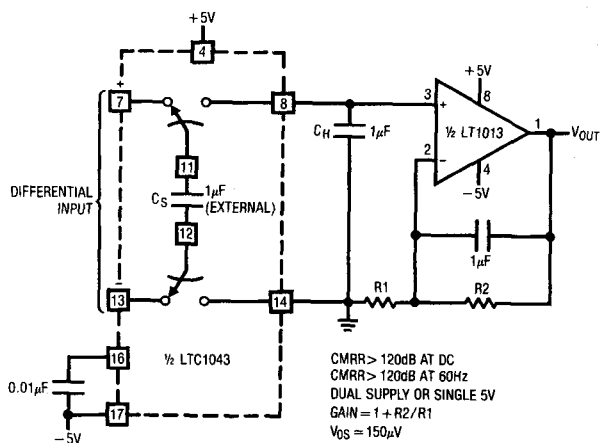 +5V
4
+
7
8
3
+
+5V
8
½ LT1013
1
VOUT
2
−
4
−5V
CH
1µF
11
DIFFERENTIAL
INPUT
CS
1µF
(EXTERNAL)
12
1µF
−
13
14
R1
R2
16
½ LTC1043
0.01µF
17
−5V
CMRR > 120dB AT DC
CMRR > 120dB AT 60Hz
DUAL SUPPLY OR SINGLE 5V
GAIN = 1 + R2/R1
VOS = 150µV